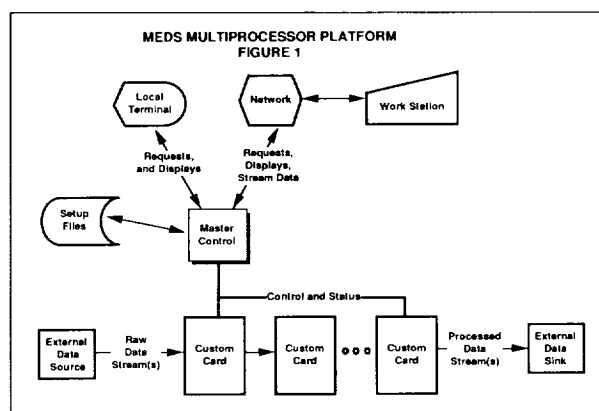 MEDS MULTIPROCESSOR PLATFORM
FIGURE 1
Local
Terminal
Network
Work Station
Requests,
and Displays
Requests,
Displays,
Stream Data
Setup
Files
Master
Control
Control and Status
External
Data
Source
Raw
Data
Stream(s)
Custom
Card
Custom
Card
Custom
Card
Processed
Data
Stream(s)
External
Data
Sink